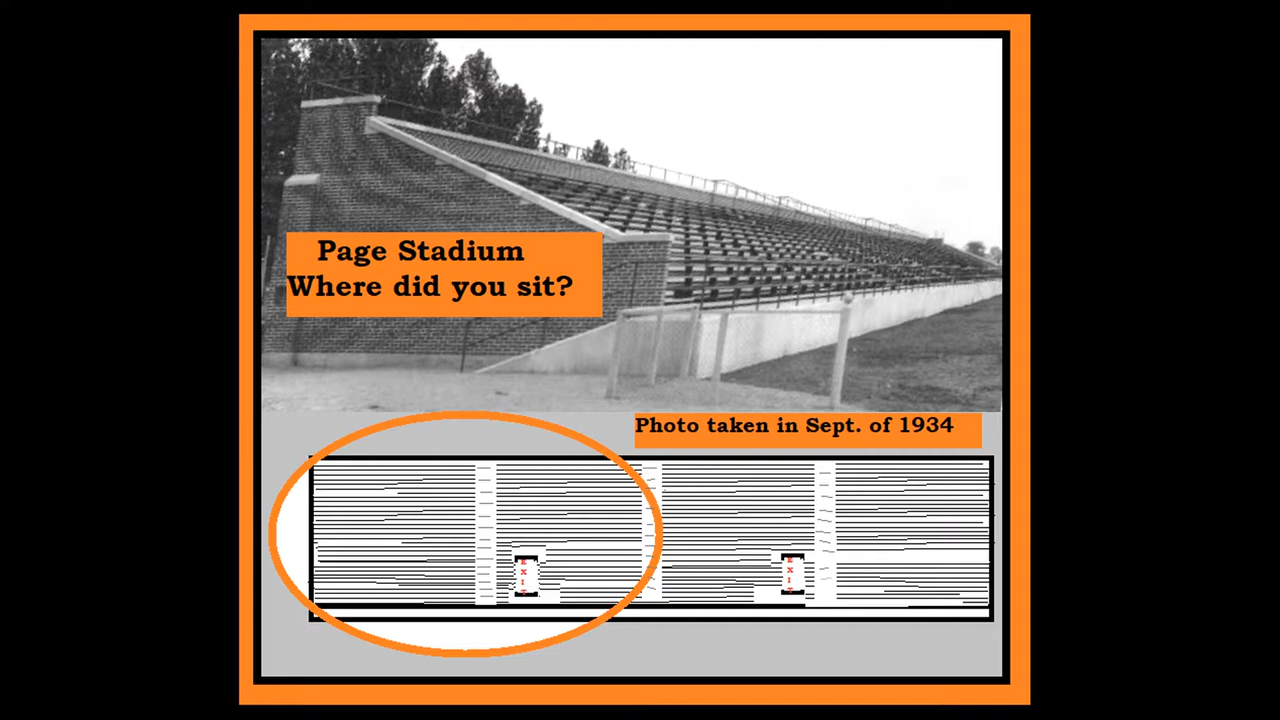 Page Stadium
Where did you sit?
Photo taken in Sept. of 1934
EXIT
EXIT